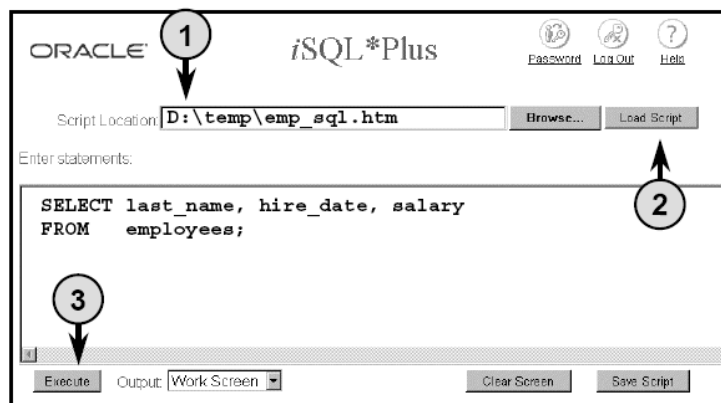 1
ORACLE® iSQL*Plus
Password Log Out Help
Script Location: D:\temp\emp_sql.htm Browse... Load Script
Enter statements:
2
SELECT last_name, hire_date, salary
FROM employees;
3
Execute Output: Work Screen Clear Screen Save Script